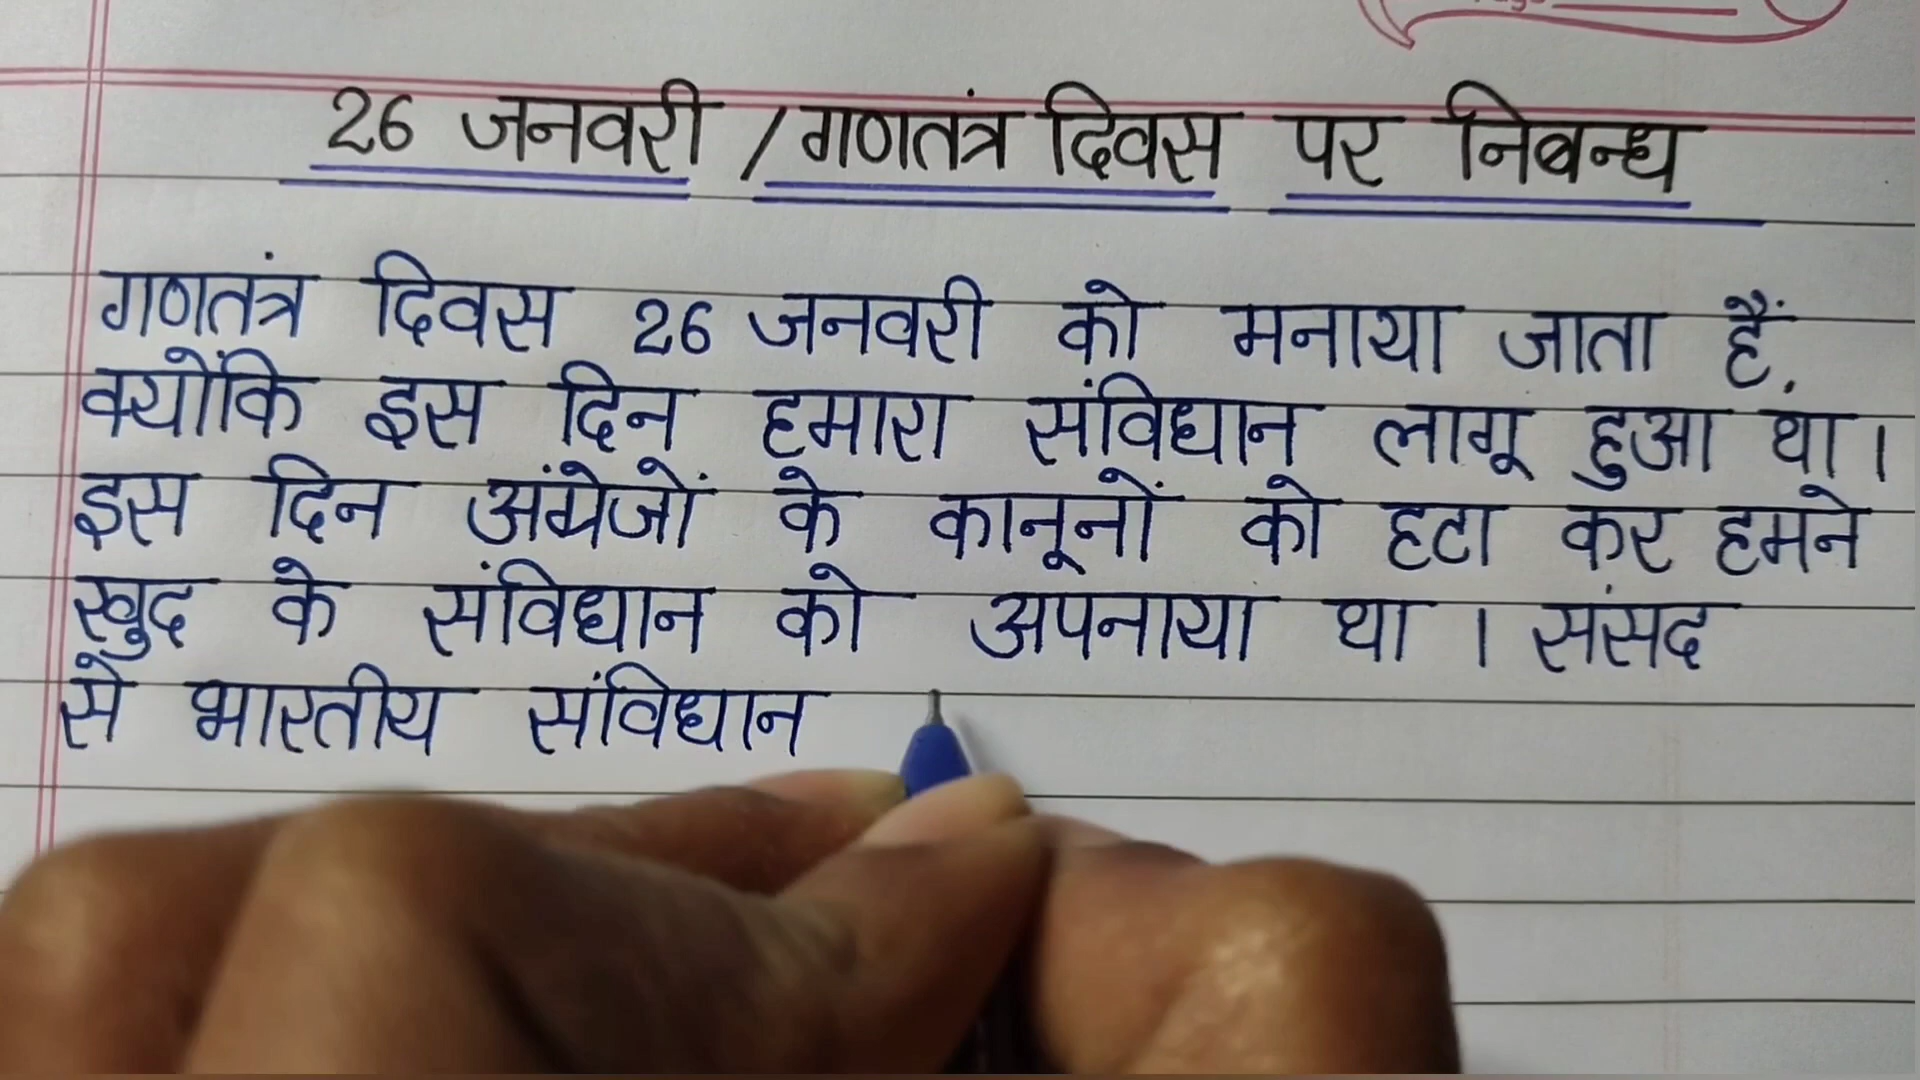 26 जनवरी /गणतंत्र दिवस पर निबन्ध
गणतंत्र दिवस 26 जनवरी को मनाया जाता हैं,
क्योंकि इस दिन हमारा संविधान लागू हुआ था।
इस दिन अंग्रेजों के कानूनों को हटा कर हमने
खुद के संविधान को अपनाया था । संसद
से भारतीय संविधान